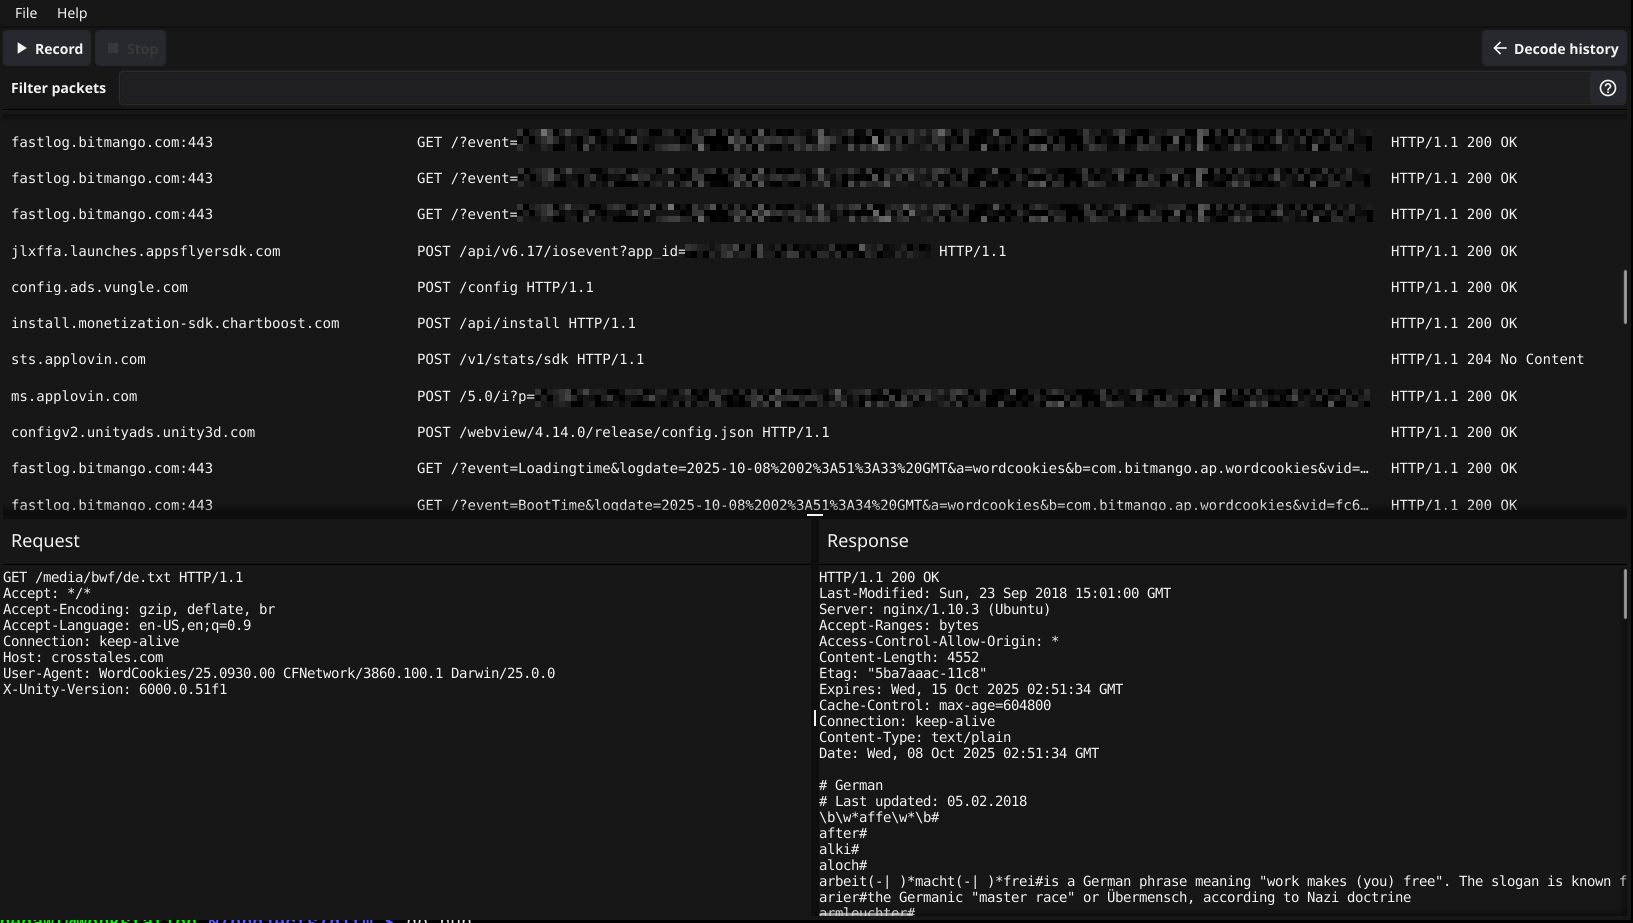 File Help
Record Stop Decode history
Filter packets
fastlog.bitmango.com:443 GET /?event= HTTP/1.1 200 OK
fastlog.bitmango.com:443 GET /?event= HTTP/1.1 200 OK
fastlog.bitmango.com:443 GET /?event= HTTP/1.1 200 OK
jlxffa.launches.appsflyersdk.com POST /api/v6.17/iosevent?app_id= HTTP/1.1 HTTP/1.1 200 OK
config.ads.vungle.com POST /config HTTP/1.1 HTTP/1.1 200 OK
install.monetization-sdk.chartboost.com POST /api/install HTTP/1.1 HTTP/1.1 200 OK
sts.applovin.com POST /v1/stats/sdk HTTP/1.1 HTTP/1.1 204 No Content
ms.applovin.com POST /5.0/i?p= HTTP/1.1 200 OK
configv2.unityads.unity3d.com POST /webview/4.14.0/release/config.json HTTP/1.1 HTTP/1.1 200 OK
fastlog.bitmango.com:443 GET /?event=Loadingtime&logdate=2025-10-08%2002%3A51%3A33%20GMT&a=wordcookies&b=com.bitmango.ap.wordcookies&vid=… HTTP/1.1 200 OK
fastlog.bitmango.com:443 GET /?event=BootTime&logdate=2025-10-08%2002%3A51%3A34%20GMT&a=wordcookies&b=com.bitmango.ap.wordcookies&vid=fc6… HTTP/1.1 200 OK
Request
GET /media/bwf/de.txt HTTP/1.1
Accept: */*
Accept-Encoding: gzip, deflate, br
Accept-Language: en-US,en;q=0.9
Connection: keep-alive
Host: crosstales.com
User-Agent: WordCookies/25.0930.00 CFNetwork/3860.100.1 Darwin/25.0.0
X-Unity-Version: 6000.0.51f1
Response
HTTP/1.1 200 OK
Last-Modified: Sun, 23 Sep 2018 15:01:00 GMT
Server: nginx/1.10.3 (Ubuntu)
Accept-Ranges: bytes
Access-Control-Allow-Origin: *
Content-Length: 4552
Etag: "5ba7aaac-11c8"
Expires: Wed, 15 Oct 2025 02:51:34 GMT
Cache-Control: max-age=604800
Connection: keep-alive
Content-Type: text/plain
Date: Wed, 08 Oct 2025 02:51:34 GMT
# German
# Last updated: 05.02.2018
\b\w*affe\w*\b#
after#
alki#
aloch#
arbeit(-| )*macht(-| )*frei#is a German phrase meaning "work makes (you) free". The slogan is known f
arier#the Germanic "master race" or Übermensch, according to Nazi doctrine
armleuchter#